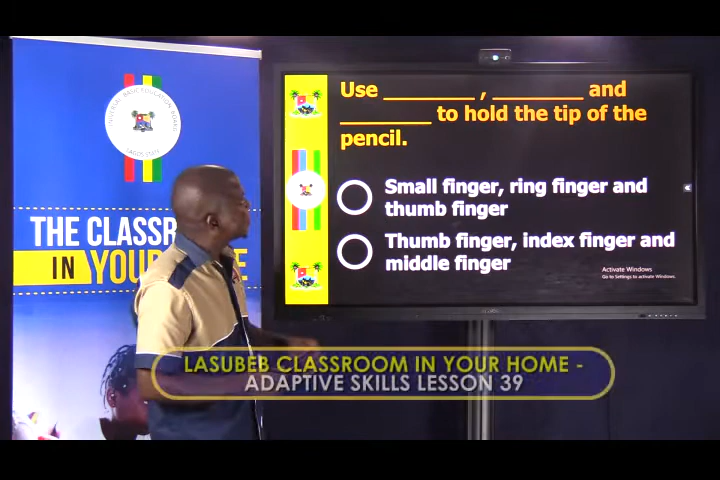 Use ________ , ________ and
________ to hold the tip of the
pencil.
Small finger, ring finger and
thumb finger
Thumb finger, index finger and
middle finger
Activate Windows
Go to Settings to activate Windows.
THE CLASSR
IN YOUR E
LASUBEB CLASSROOM IN YOUR HOME -
ADAPTIVE SKILLS LESSON 39